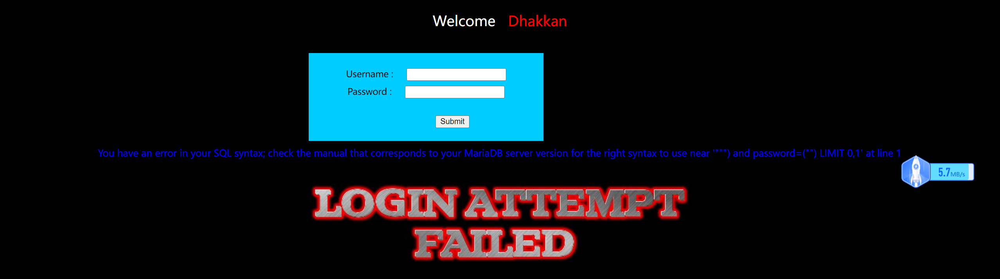 Welcome Dhakkan
Username :
Password :
Submit
You have an error in your SQL syntax; check the manual that corresponds to your MariaDB server version for the right syntax to use near '""") and password=("") LIMIT 0,1' at line 1
5.7MB/s
LOGIN ATTEMPT
FAILED